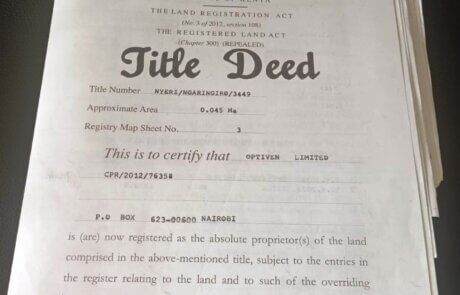 OF KENYA
THE LAND REGISTRATION ACT
(No. 3 of 2012, section 108)
THE REGISTERED LAND ACT
(Chapter 300) (REPEALED)
Title Deed
Title Number NYERI/NGARINGIRO/3449
Approximate Area 0.045 Ha
Registry Map Sheet No. 3
This is to certify that OPTIVEN LIMITED
CPR/2012/76358
P.O BOX 623-00600 NAIROBI
is (are) now registered as the absolute proprietor(s) of the land
comprised in the above-mentioned title, subject to the entries in
the register relating to the land and to such of the overriding